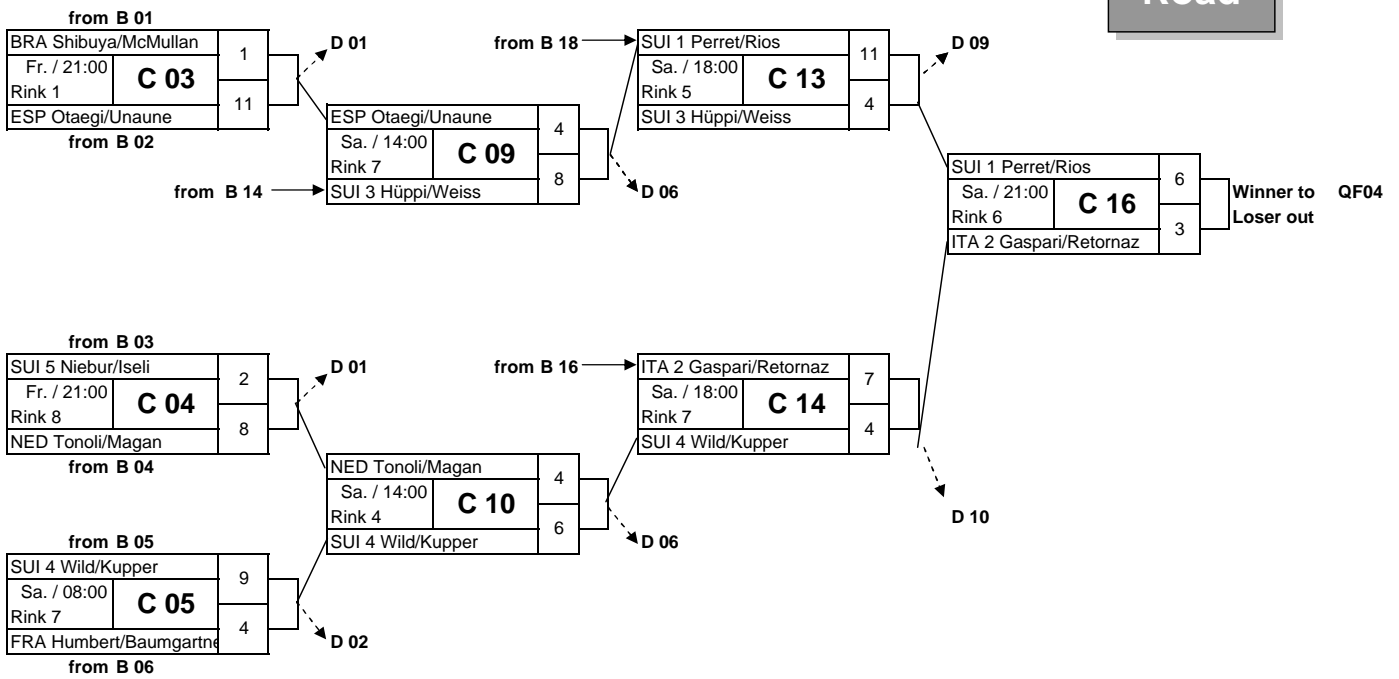 Road
from B 01
BRA Shibuya/McMullan 1
Fr. / 21:00
Rink 1
C 03
ESP Otaegi/Unaune 11
from B 02
D 01
ESP Otaegi/Unaune 4
Sa. / 14:00
Rink 7
C 09
from B 14
SUI 3 Hüppi/Weiss 8
D 06
from B 18
SUI 1 Perret/Rios 11
Sa. / 18:00
Rink 5
C 13
SUI 3 Hüppi/Weiss 4
D 09
SUI 1 Perret/Rios 6
Sa. / 21:00
Rink 6
C 16
ITA 2 Gaspari/Retornaz 3
Winner to QF04
Loser out
from B 03
SUI 5 Niebur/Iseli 2
Fr. / 21:00
Rink 8
C 04
NED Tonoli/Magan 8
from B 04
D 01
NED Tonoli/Magan 4
Sa. / 14:00
Rink 4
C 10
SUI 4 Wild/Kupper 6
D 06
from B 16
ITA 2 Gaspari/Retornaz 7
Sa. / 18:00
Rink 7
C 14
SUI 4 Wild/Kupper 4
D 10
from B 05
SUI 4 Wild/Kupper 9
Sa. / 08:00
Rink 7
C 05
FRA Humbert/Baumgartne 4
from B 06
D 02